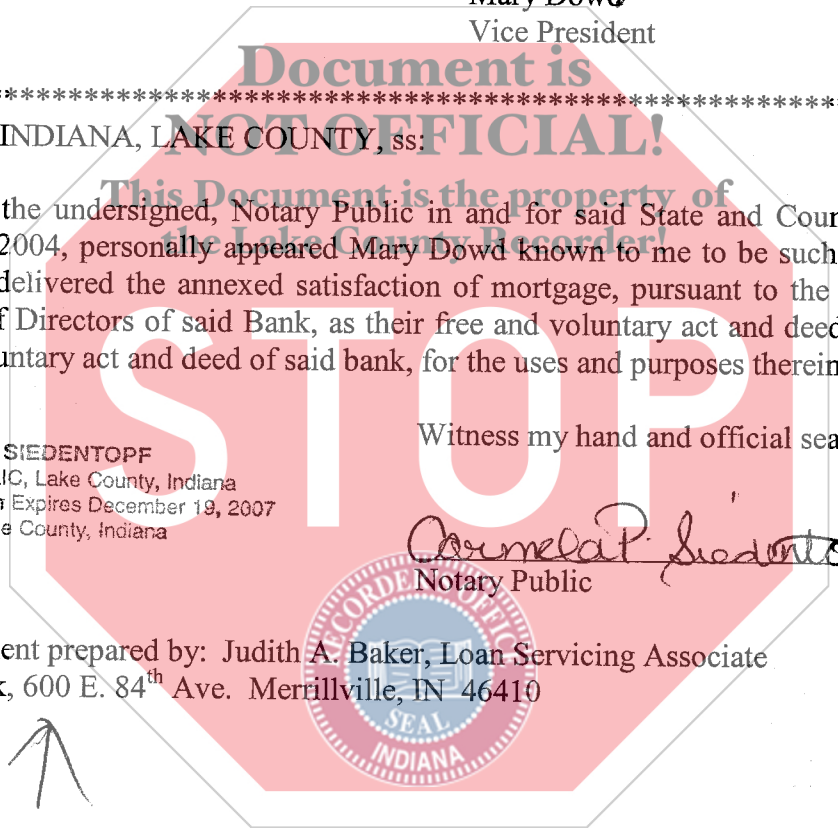 Mary Dowd
Vice President
Document is
NOT OFFICIAL!
INDIANA, LAKE COUNTY, ss:
This Document is the property of
the Lake County Recorder!
the undersigned, Notary Public in and for said State and Coun
2004, personally appeared Mary Dowd known to me to be such
delivered the annexed satisfaction of mortgage, pursuant to the
f Directors of said Bank, as their free and voluntary act and deed
untary act and deed of said bank, for the uses and purposes therein
STOP
Witness my hand and official sea
SIEDENTOPF
IC, Lake County, Indiana
n Expires December 19, 2007
e County, Indiana
Carmela P. Siedento
Notary Public
RECORDER'S OFFICE
SEAL
INDIANA
ent prepared by: Judith A. Baker, Loan Servicing Associate
k, 600 E. 84th Ave. Merrillville, IN 46410